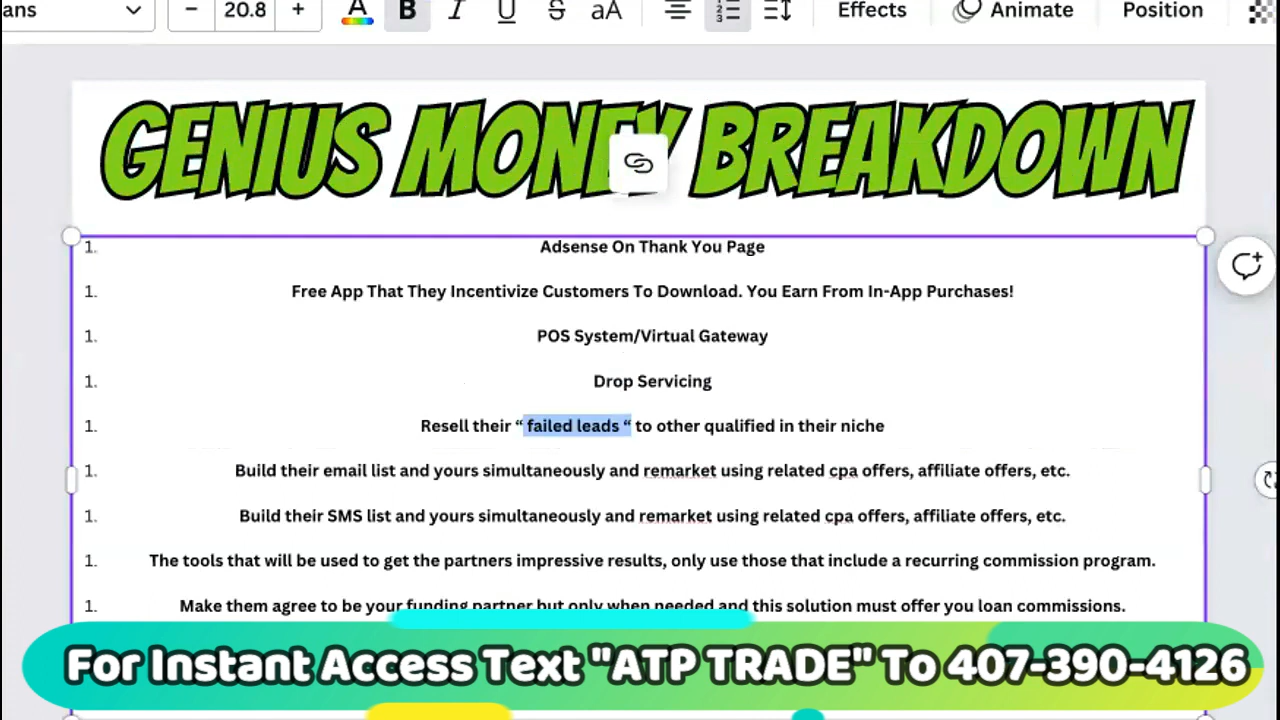 ans
− 20.8 + A B I U S aA Effects Animate Position
GENIUS MONEY BREAKDOWN
1. Adsense On Thank You Page
1. Free App That They Incentivize Customers To Download. You Earn From In-App Purchases!
1. POS System/Virtual Gateway
1. Drop Servicing
1. Resell their “ failed leads “ to other qualified in their niche
1. Build their email list and yours simultaneously and remarket using related cpa offers, affiliate offers, etc.
1. Build their SMS list and yours simultaneously and remarket using related cpa offers, affiliate offers, etc.
1. The tools that will be used to get the partners impressive results, only use those that include a recurring commission program.
1. Make them agree to be your funding partner but only when needed and this solution must offer you loan commissions.
For Instant Access Text "ATP TRADE" To 407-390-4126